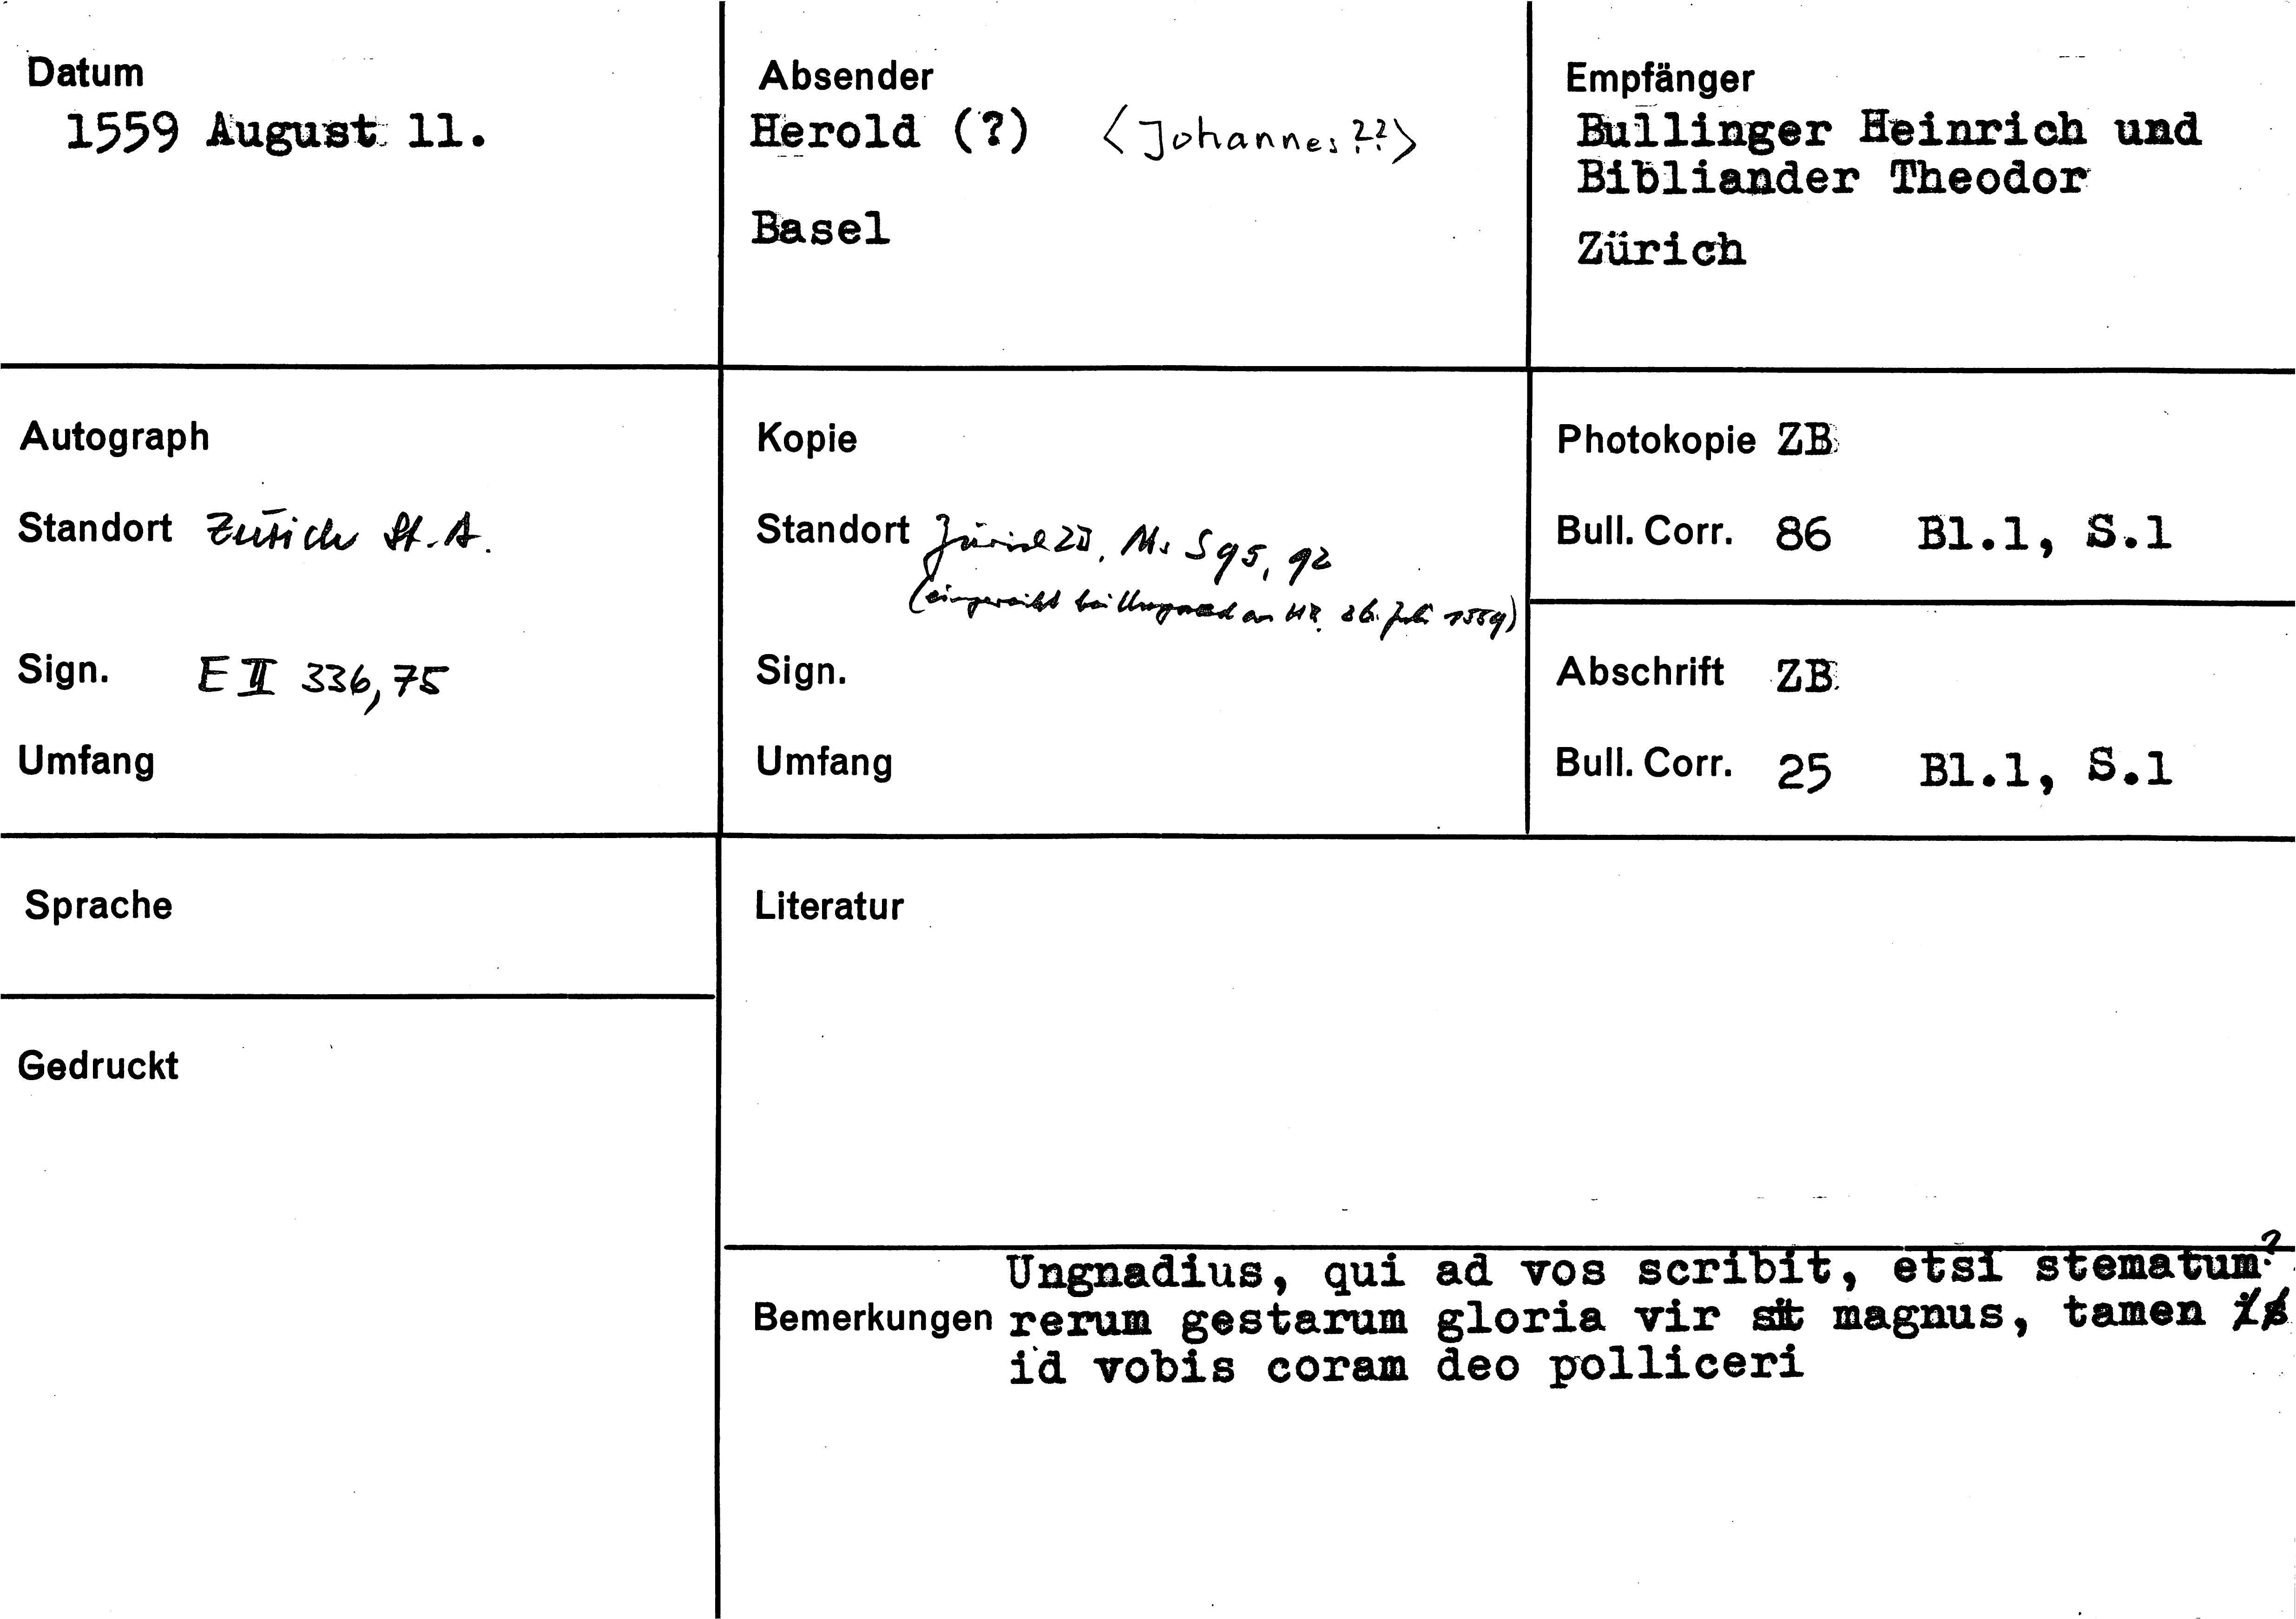 Datum
1559 August 11.
Absender
Herold (?) <Johannes ??>
Basel
Empfänger
Bullinger Heinrich und
Bibliander Theodor
Zürich
Autograph
Standort Zürich St. A.
Sign. E II 336,75
Umfang
Kopie
Standort Zürich ZB, Ms S 95, 92
(eingereiht bei Ungnad an HB, 26. Juli 1559)
Sign.
Umfang
Photokopie ZB
Bull. Corr. 86 Bl.1, S.1
Abschrift ZB
Bull. Corr. 25 Bl.1, S.1
Sprache
Gedruckt
Literatur
Bemerkungen
Ungnadius, qui ad vos scribit, etsi stematum?
rerum gestarum gloria vir sit magnus, tamen
id vobis coram deo polliceri